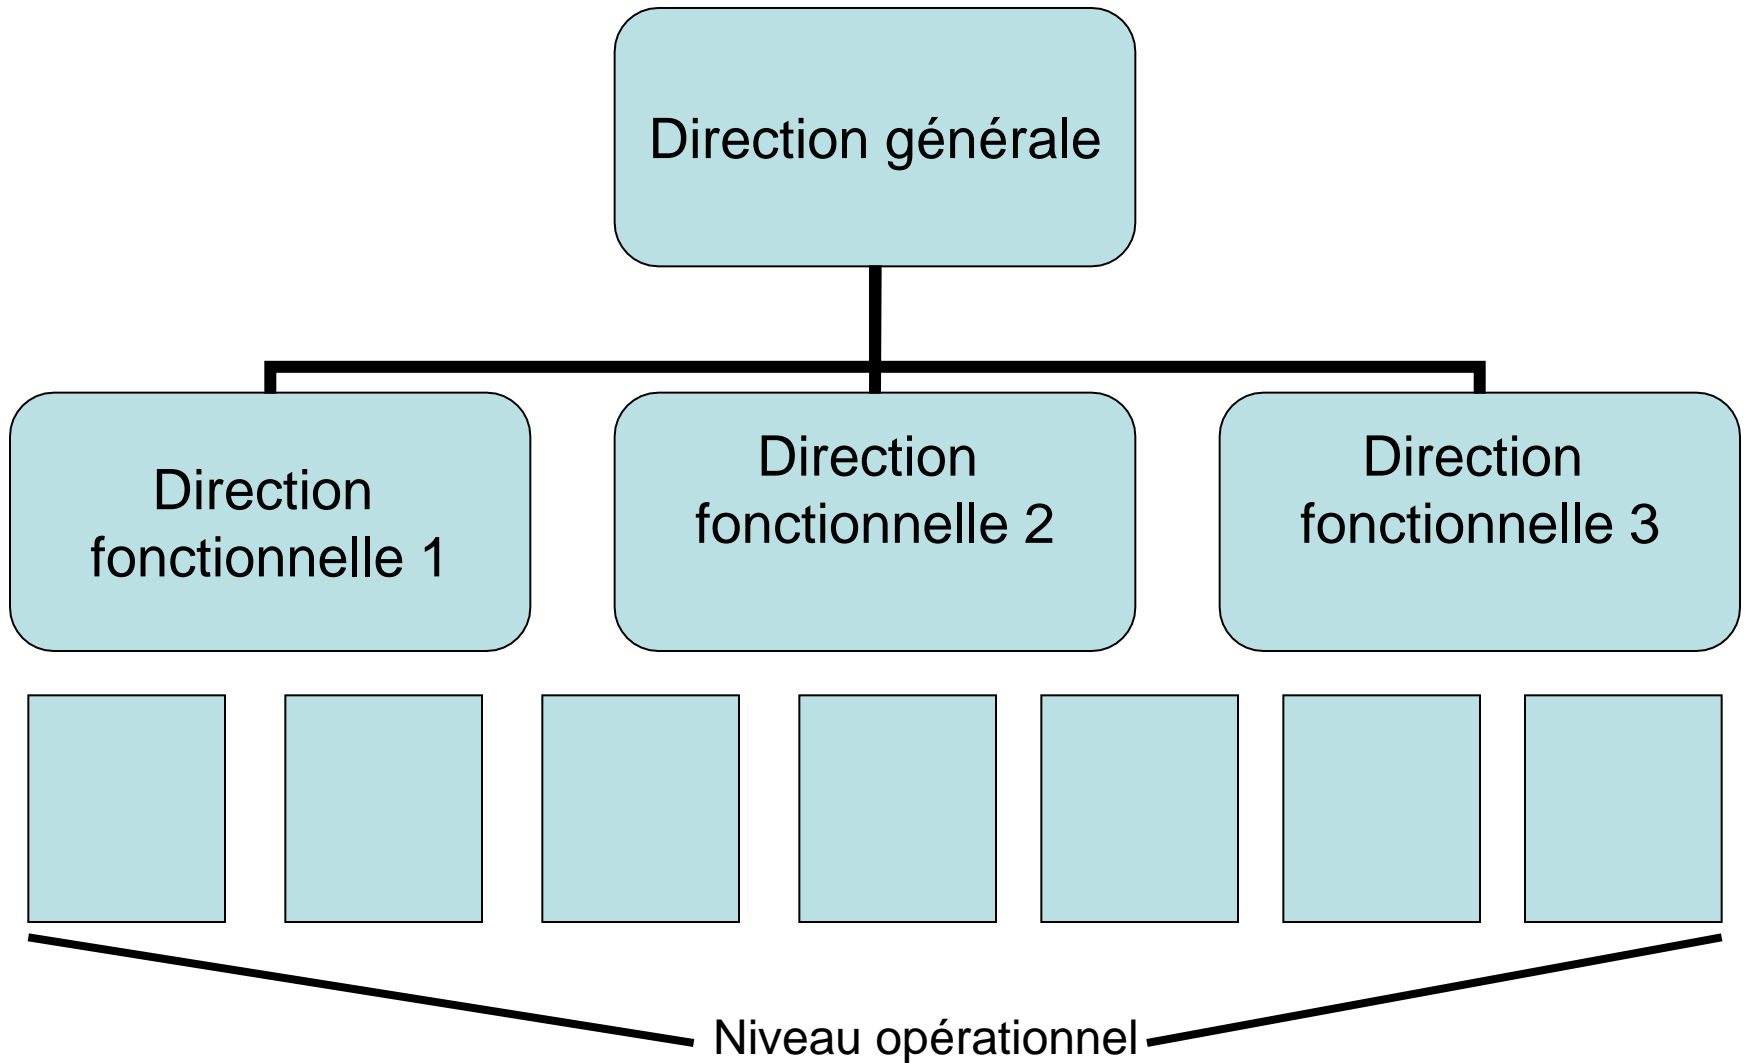 Direction générale
Direction
fonctionnelle 1
Direction
fonctionnelle 2
Direction
fonctionnelle 3
Niveau opérationnel